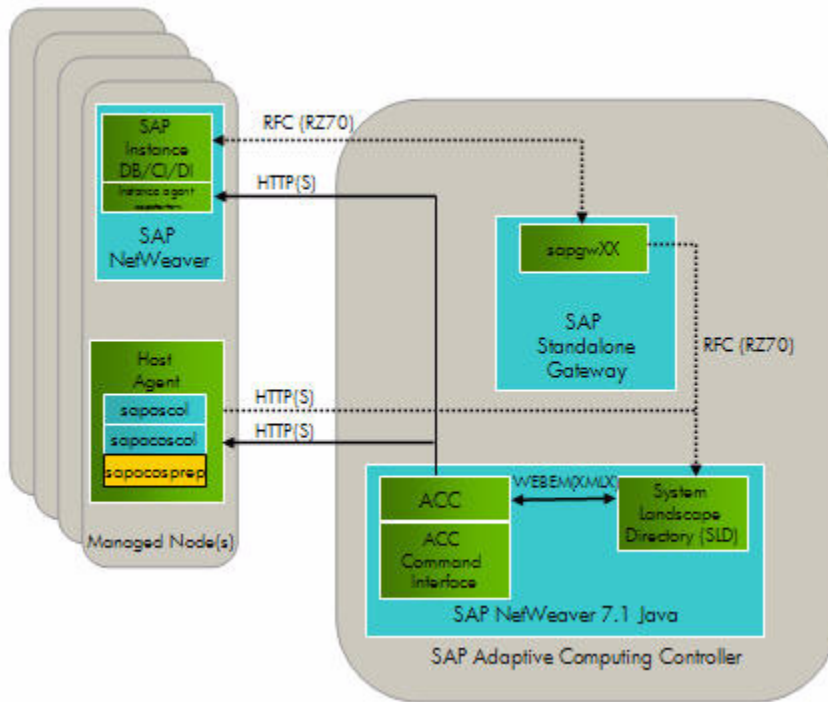 SAP
Instance
DB/CI/DI
Instance agent
SAP
NetWeaver
RFC (RZ70)
HTTP(S)
sapgwXX
SAP
Standalone
Gateway
RFC (RZ70)
Host
Agent
saposcol
sapacoscol
sapacosprep
Managed Node(s)
HTTP(S)
HTTP(S)
ACC
ACC
Command
Interface
WEBEM(XMLX)
System
Landscape
Directory (SLD)
SAP NetWeaver 7.1 Java
SAP Adaptive Computing Controller